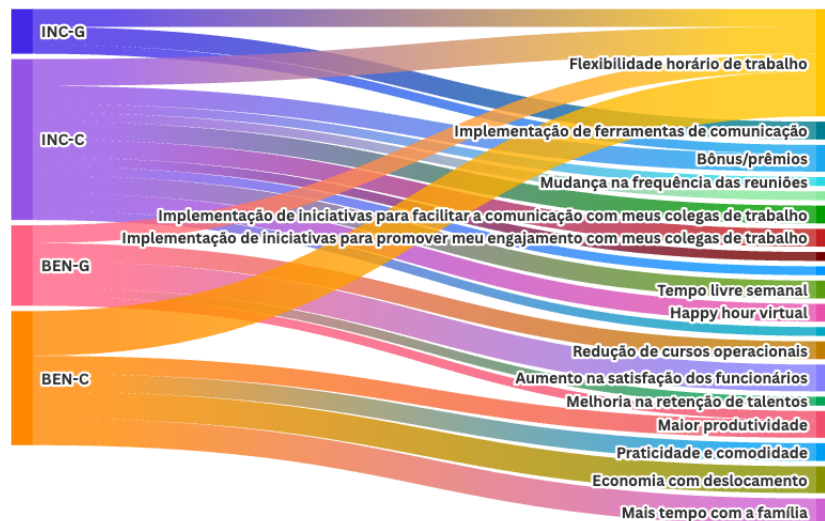 INC-G
INC-C
BEN-G
BEN-C
Flexibilidade horário de trabalho
Implementação de ferramentas de comunicação
Bônus/prêmios
Mudança na frequência das reuniões
Implementação de iniciativas para facilitar a comunicação com meus colegas de trabalho
Implementação de iniciativas para promover meu engajamento com meus colegas de trabalho
Tempo livre semanal
Happy hour virtual
Redução de cursos operacionais
Aumento na satisfação dos funcionários
Melhoria na retenção de talentos
Maior produtividade
Praticidade e comodidade
Economia com deslocamento
Mais tempo com a família